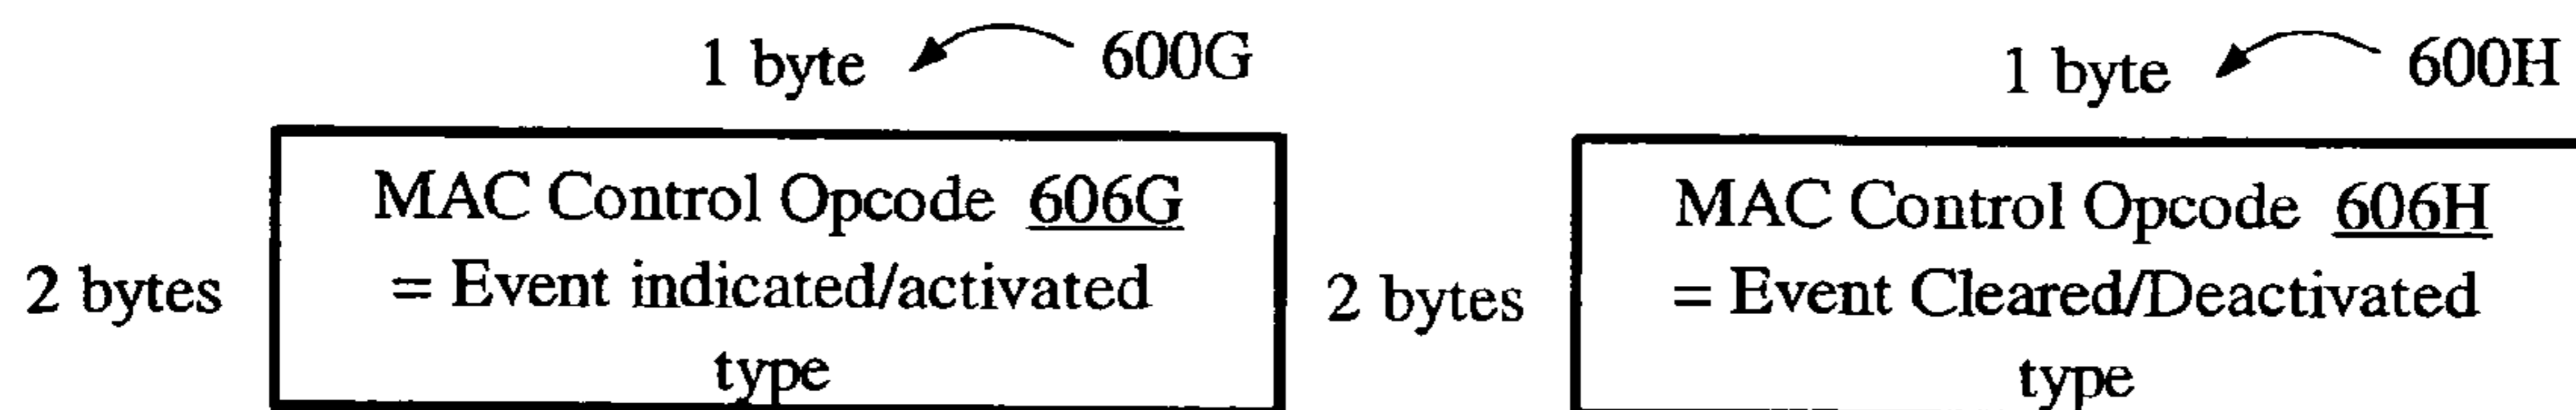 1 byte 600G
MAC Control Opcode 606G
2 bytes = Event indicated/activated
type
1 byte 600H
MAC Control Opcode 606H
2 bytes = Event Cleared/Deactivated
type